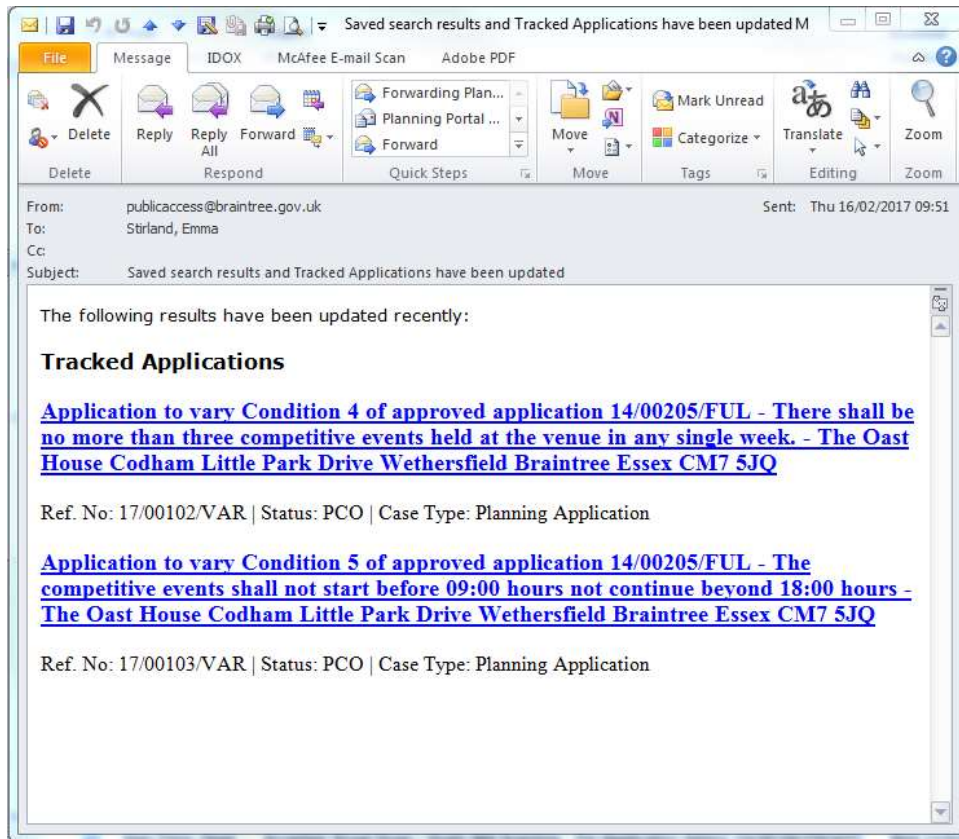 Saved search results and Tracked Applications have been updated M
File Message IDOX McAfee E-mail Scan Adobe PDF
Delete
Reply
Reply All
Forward
Forwarding Plan...
Planning Portal ...
Forward
Move
Mark Unread
Categorize
Translate
Zoom
Delete Respond Quick Steps Move Tags Editing Zoom
From: publicaccess@braintree.gov.uk Sent: Thu 16/02/2017 09:51
To: Stirland, Emma
Cc:
Subject: Saved search results and Tracked Applications have been updated
The following results have been updated recently:
Tracked Applications
Application to vary Condition 4 of approved application 14/00205/FUL - There shall be
no more than three competitive events held at the venue in any single week. - The Oast
House Codham Little Park Drive Wethersfield Braintree Essex CM7 5JQ
Ref. No: 17/00102/VAR | Status: PCO | Case Type: Planning Application
Application to vary Condition 5 of approved application 14/00205/FUL - The
competitive events shall not start before 09:00 hours not continue beyond 18:00 hours -
The Oast House Codham Little Park Drive Wethersfield Braintree Essex CM7 5JQ
Ref. No: 17/00103/VAR | Status: PCO | Case Type: Planning Application